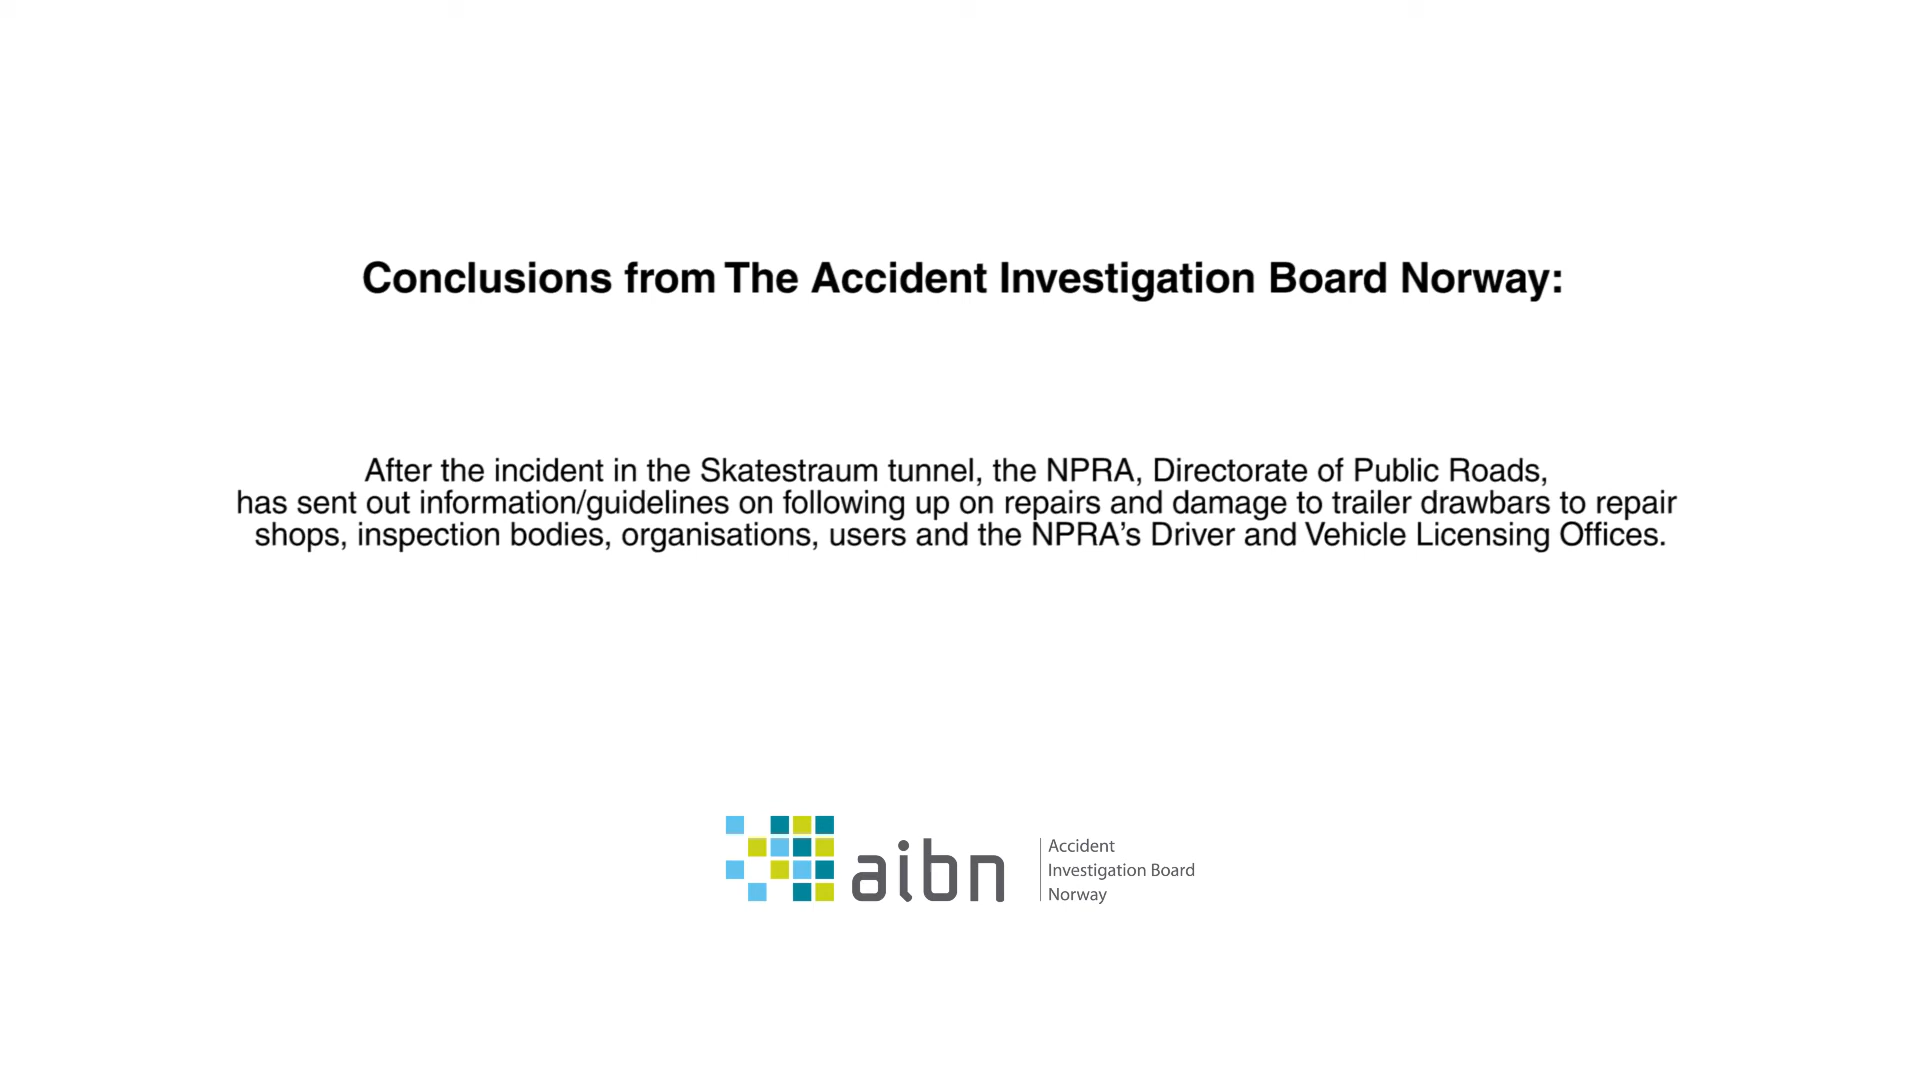 Conclusions from The Accident Investigation Board Norway:
After the incident in the Skatestraum tunnel, the NPRA, Directorate of Public Roads,
has sent out information/guidelines on following up on repairs and damage to trailer drawbars to repair
shops, inspection bodies, organisations, users and the NPRA’s Driver and Vehicle Licensing Offices.
aibn
Accident
Investigation Board
Norway